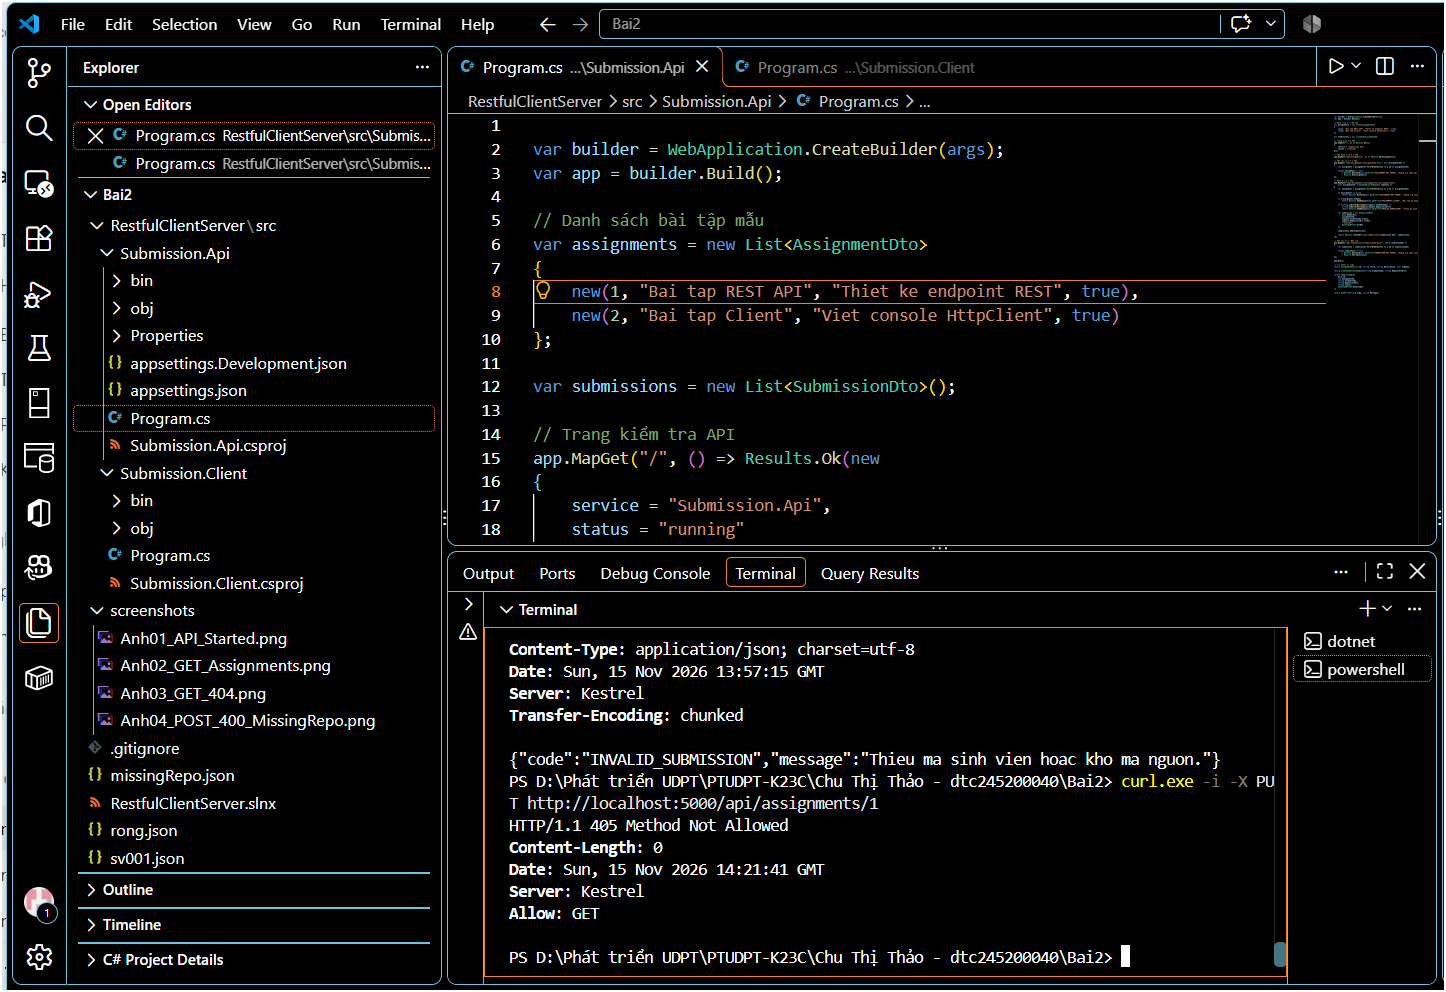 File Edit Selection View Go Run Terminal Help
Bai2
Explorer
Open Editors
Program.cs RestfulClientServer\src\Submis...
Program.cs RestfulClientServer\src\Submis...
Bai2
RestfulClientServer\src
Submission.Api
bin
obj
Properties
{} appsettings.Development.json
{} appsettings.json
Program.cs
Submission.Api.csproj
Submission.Client
bin
obj
Program.cs
Submission.Client.csproj
screenshots
Anh01_API_Started.png
Anh02_GET_Assignments.png
Anh03_GET_404.png
Anh04_POST_400_MissingRepo.png
.gitignore
{} missingRepo.json
RestfulClientServer.slnx
{} rong.json
{} sv001.json
Outline
Timeline
C# Project Details
1
Program.cs ...\Submission.Api
Program.cs ...\Submission.Client
RestfulClientServer > src > Submission.Api > Program.cs > ...
1
2 var builder = WebApplication.CreateBuilder(args);
3 var app = builder.Build();
4
5 // Danh sách bài tập mẫu
6 var assignments = new List<AssignmentDto>
7 {
8 new(1, "Bai tap REST API", "Thiet ke endpoint REST", true),
9 new(2, "Bai tap Client", "Viet console HttpClient", true)
10 };
11
12 var submissions = new List<SubmissionDto>();
13
14 // Trang kiểm tra API
15 app.MapGet("/", () => Results.Ok(new
16 {
17 service = "Submission.Api",
18 status = "running"
Output Ports Debug Console Terminal Query Results
Terminal
Content-Type: application/json; charset=utf-8
Date: Sun, 15 Nov 2026 13:57:15 GMT
Server: Kestrel
Transfer-Encoding: chunked
{"code":"INVALID_SUBMISSION","message":"Thieu ma sinh vien hoac kho ma nguon."}
PS D:\Phát triển UDPT\PTUDPT-K23C\Chu Thị Thảo - dtc245200040\Bai2> curl.exe -i -X PU
T http://localhost:5000/api/assignments/1
HTTP/1.1 405 Method Not Allowed
Content-Length: 0
Date: Sun, 15 Nov 2026 14:21:41 GMT
Server: Kestrel
Allow: GET
PS D:\Phát triển UDPT\PTUDPT-K23C\Chu Thị Thảo - dtc245200040\Bai2>
dotnet
powershell